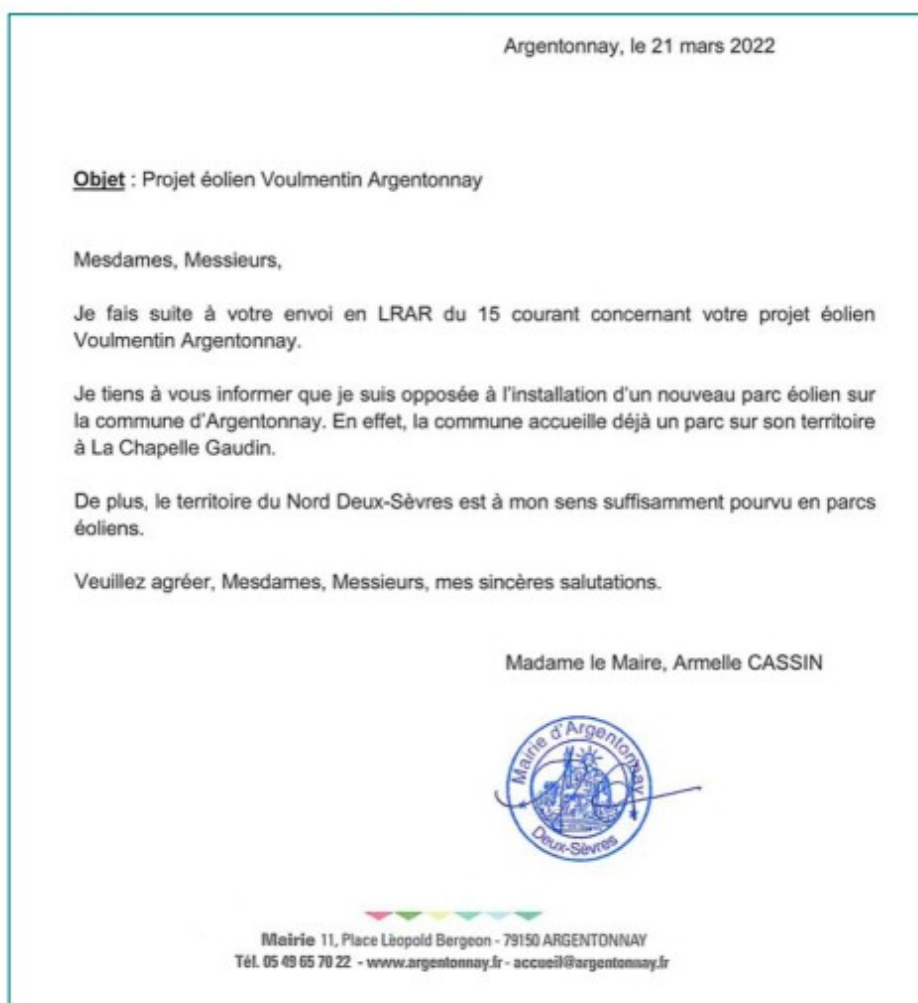 Argentonnay, le 21 mars 2022
Objet : Projet éolien Voulmentin Argentonnay
Mesdames, Messieurs,
Je fais suite à votre envoi en LRAR du 15 courant concernant votre projet éolien
Voulmentin Argentonnay.
Je tiens à vous informer que je suis opposée à l'installation d'un nouveau parc éolien sur
la commune d'Argentonnay. En effet, la commune accueille déjà un parc sur son territoire
à La Chapelle Gaudin.
De plus, le territoire du Nord Deux-Sèvres est à mon sens suffisamment pourvu en parcs
éoliens.
Veuillez agréer, Mesdames, Messieurs, mes sincères salutations.
Madame le Maire, Armelle CASSIN
Mairie d'Argentonnay
Deux-Sèvres
Mairie 11, Place Léopold Bergeon - 79150 ARGENTONNAY
Tél. 05 49 65 70 22 - www.argentonnay.fr - accueil@argentonnay.fr